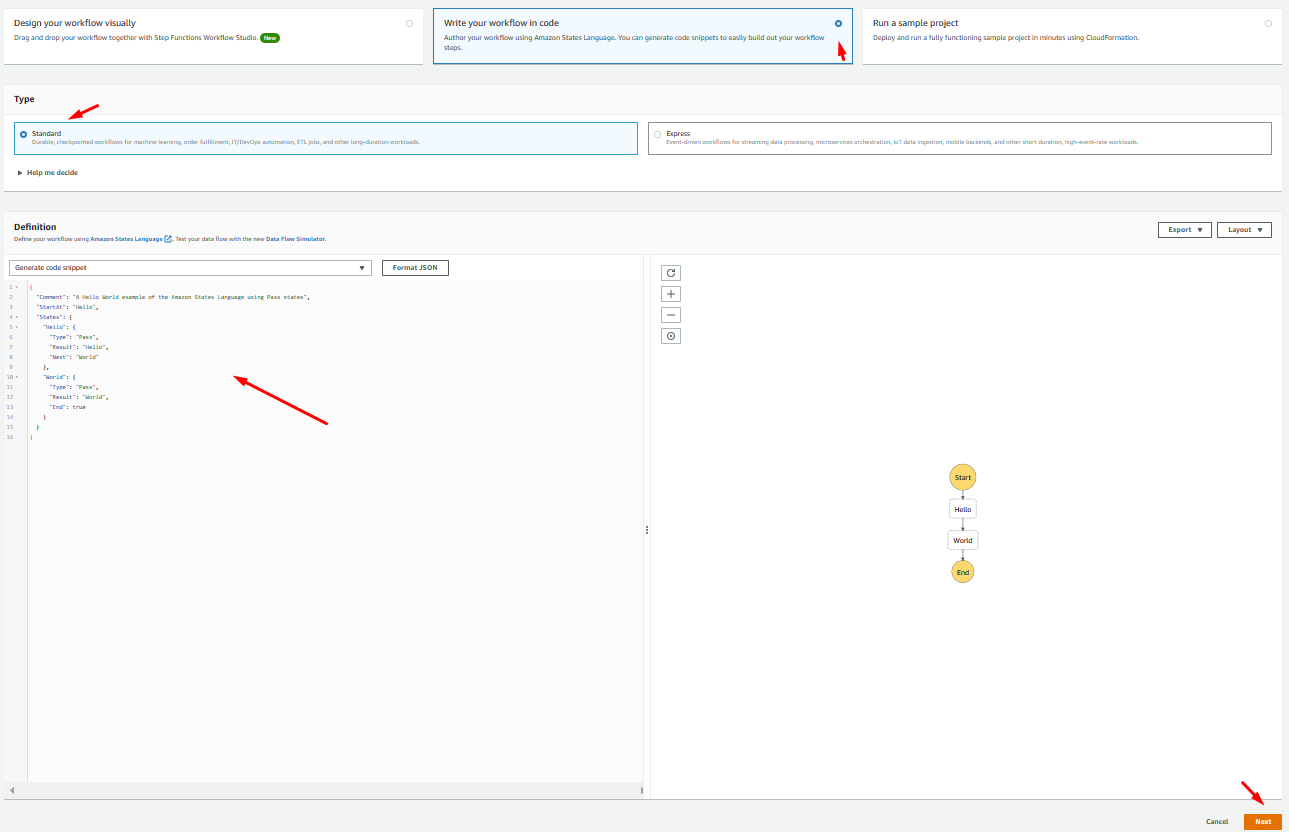 Design your workflow visually
Drag and drop your workflow together with Step Functions Workflow Studio. New
Write your workflow in code
Author your workflow using Amazon States Language. You can generate code snippets to easily build out your workflow
steps.
Run a sample project
Deploy and run a fully functioning sample project in minutes using CloudFormation.
Type
Standard
Durable, checkpointed workflows for machine learning, order fulfillment, IT/DevOps automation, ETL jobs, and other long-duration workloads.
Express
Event-driven workflows for streaming data processing, microservices orchestration, IoT data ingestion, mobile backends, and other short duration, high-event-rate workloads.
Help me decide
Definition
Define your workflow using Amazon States Language. Test your data flow with the new Data Flow Simulator.
Export
Layout
Generate code snippet
Format JSON
1 {
2 "Comment": "A Hello World example of the Amazon States Language using Pass states",
3 "StartAt": "Hello",
4 "States": {
5 "Hello": {
6 "Type": "Pass",
7 "Result": "Hello",
8 "Next": "World"
9 },
10 "World": {
11 "Type": "Pass",
12 "Result": "World",
13 "End": true
14 }
15 }
16 }
Start
Hello
World
End
Cancel
Next